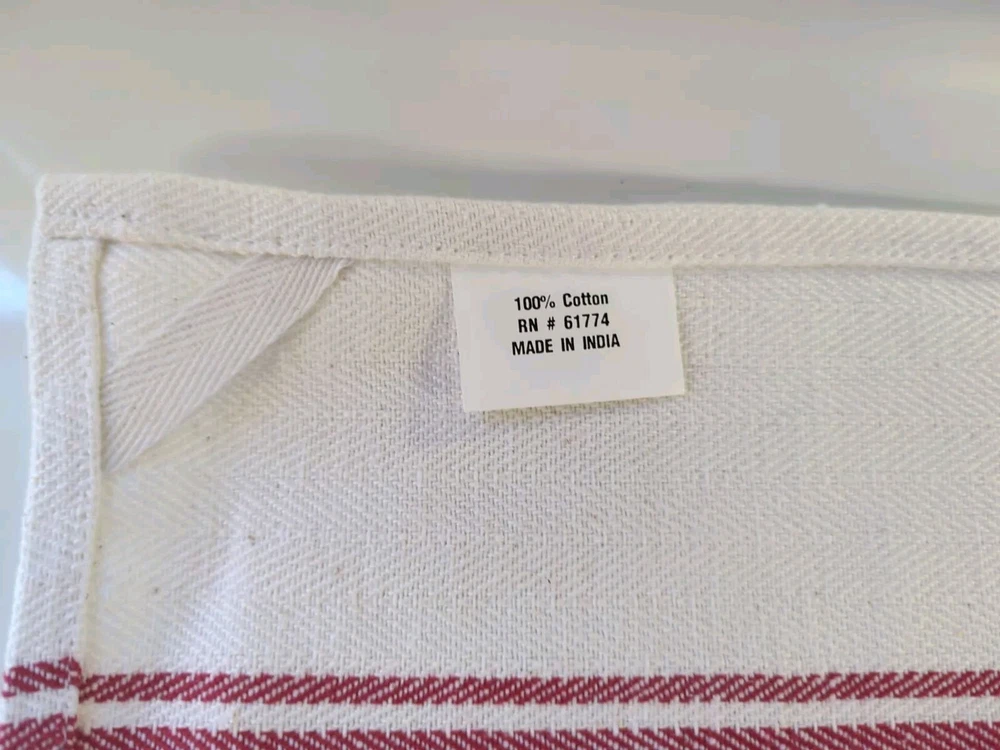 100% Cotton
RN # 61774
MADE IN INDIA